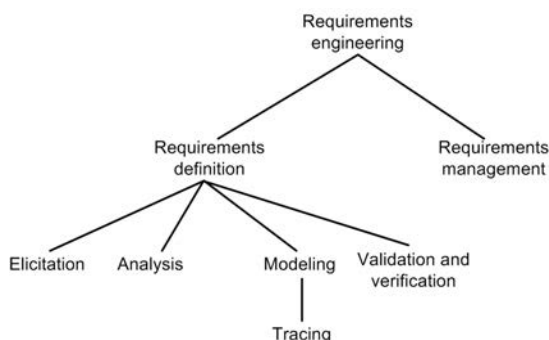 Requirements
engineering
Requirements
definition
Requirements
management
Elicitation
Analysis
Modeling
Validation and
verification
Tracing